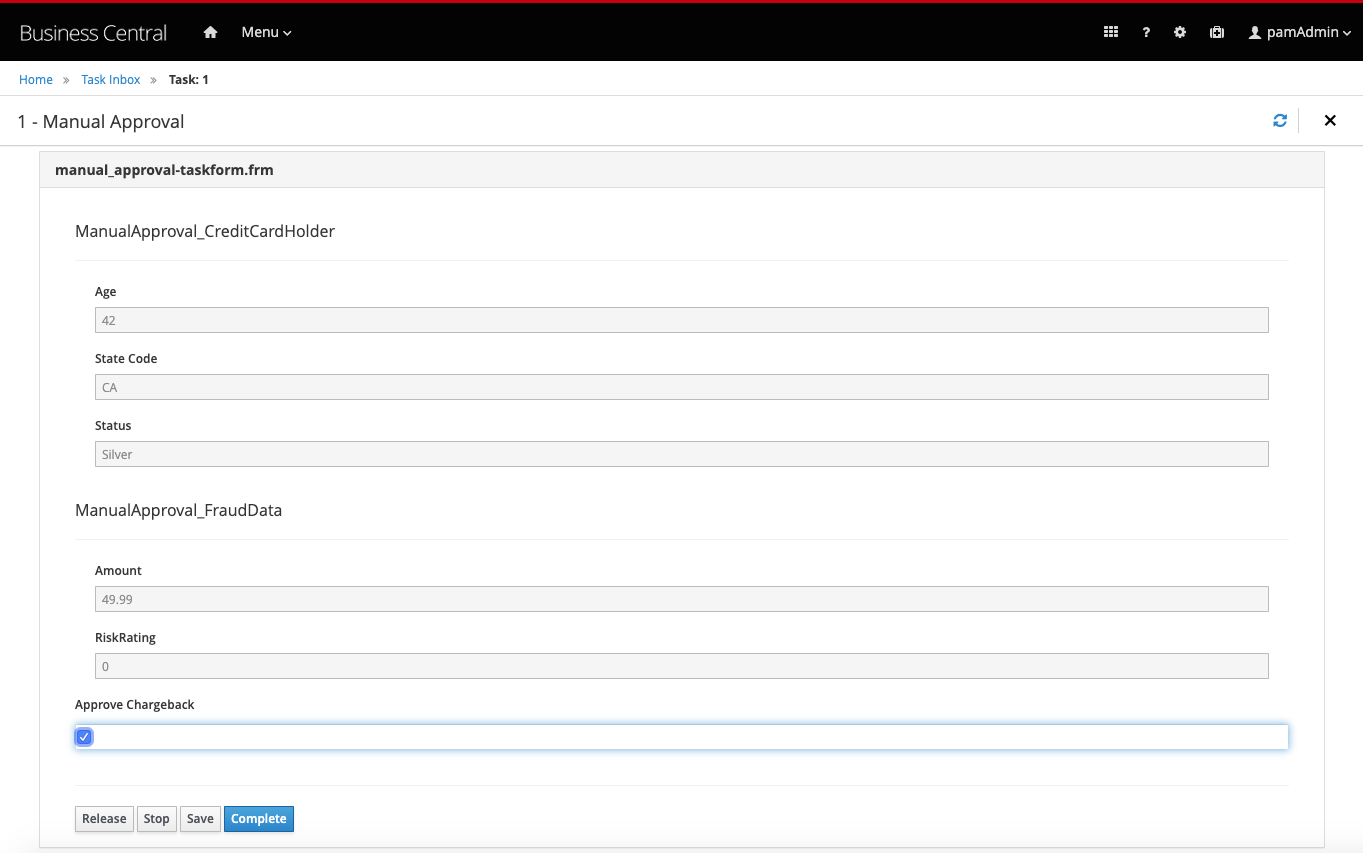 Business Central Menu ? pamAdmin
Home » Task Inbox » Task: 1
1 - Manual Approval
manual_approval-taskform.frm
ManualApproval_CreditCardHolder
Age
42
State Code
CA
Status
Silver
ManualApproval_FraudData
Amount
49.99
RiskRating
0
Approve Chargeback
Release Stop Save Complete